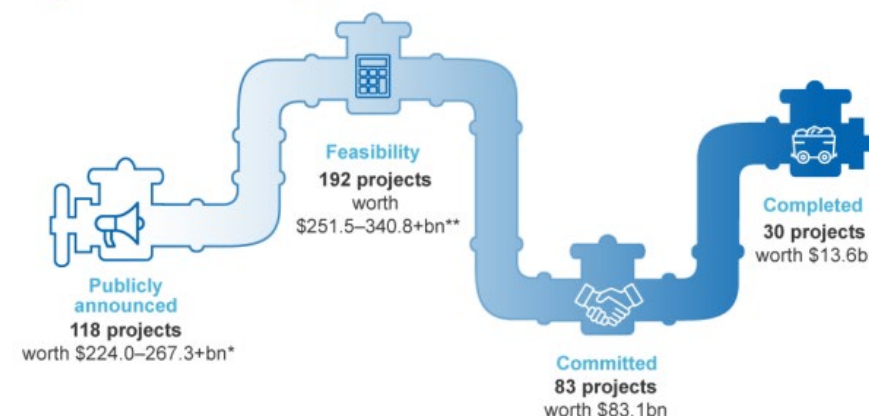 Publicly
announced
118 projects
worth $224.0–267.3+bn*
Feasibility
192 projects
worth
$251.5–340.8+bn**
Committed
83 projects
worth $83.1bn
Completed
30 projects
worth $13.6b